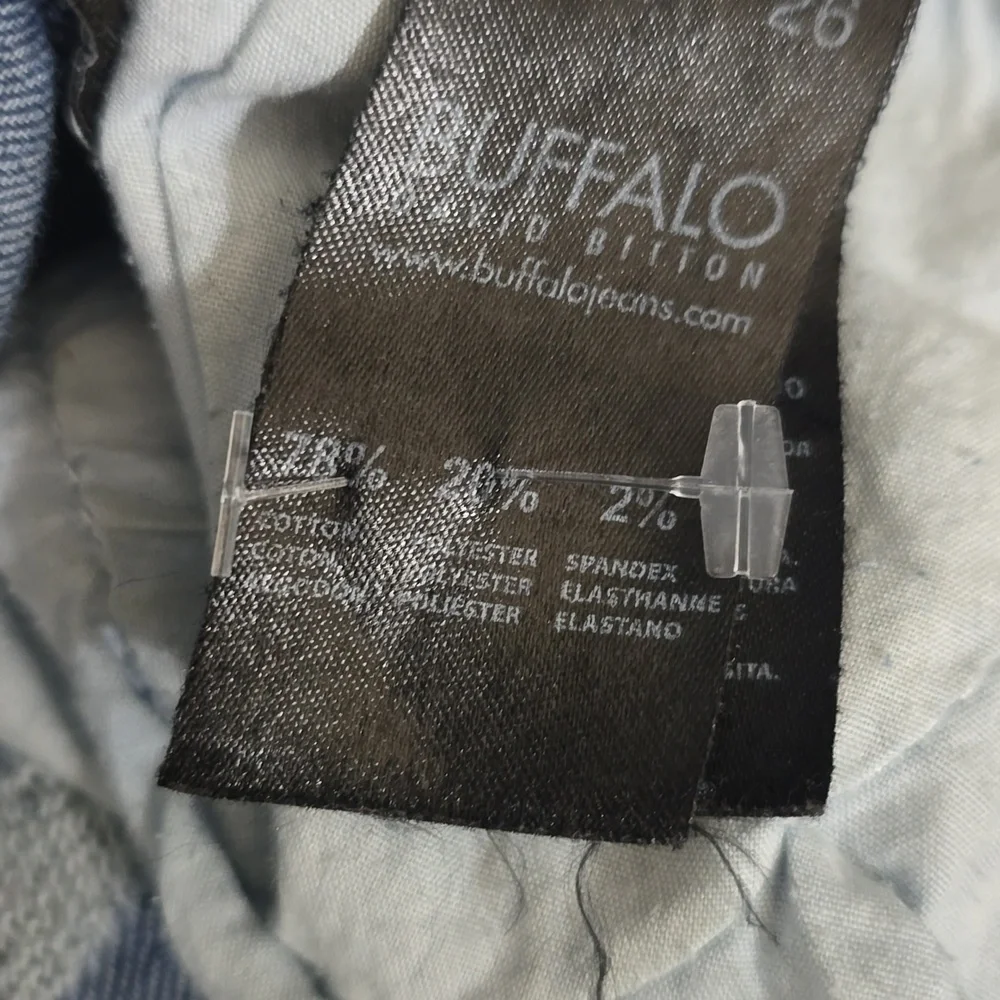 26
BUFFALO
DAVID BITTON
www.buffalojeans.com
78% 20% 2%
COTTON POLYESTER SPANDEX
COTON POLYESTER ELASTHANNE
ALGODON POLIESTER ELASTANO